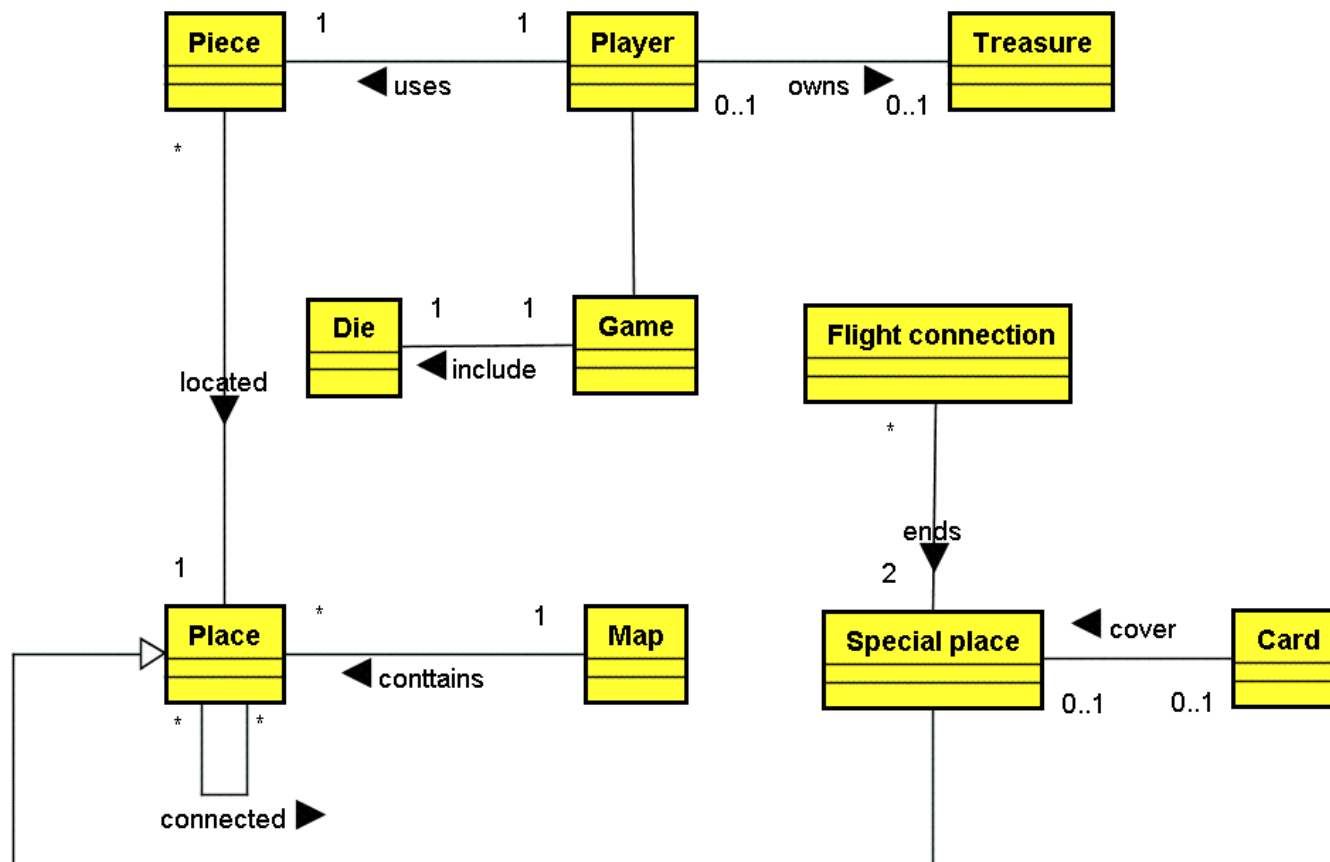 Piece
1
1
Player
Treasure
uses
owns
0..1
0..1
*
Die
1
1
Game
include
Flight connection
located
*
ends
1
2
Place
*
1
Map
conttains
Special place
cover
Card
0..1
0..1
*
*
connected